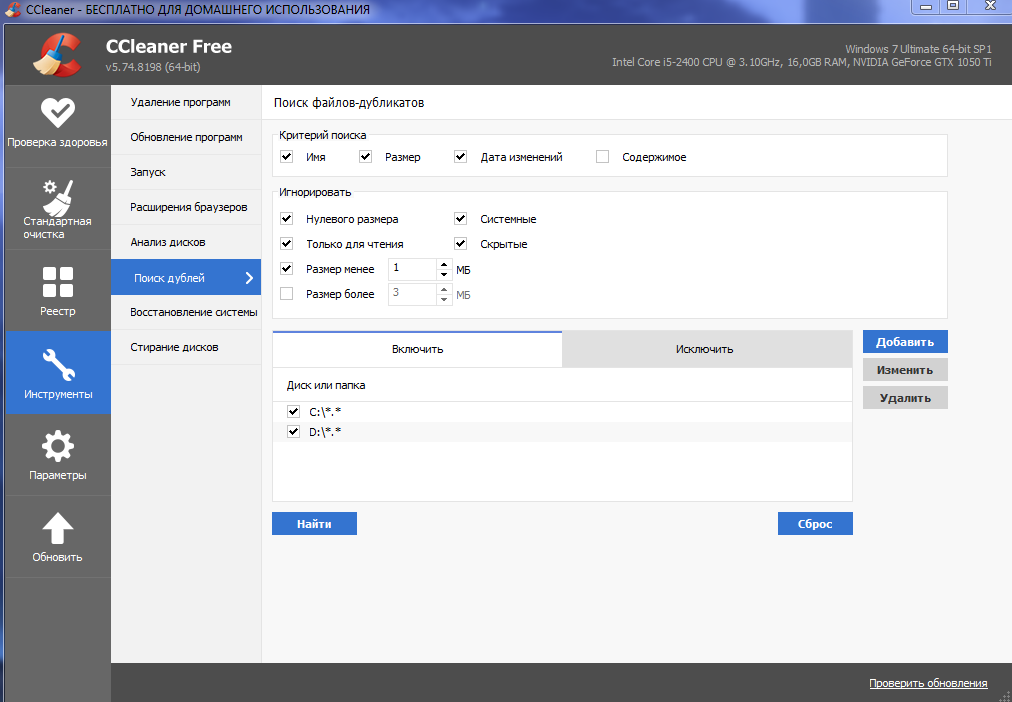 CCleaner - БЕСПЛАТНО ДЛЯ ДОМАШНЕГО ИСПОЛЬЗОВАНИЯ
CCleaner Free
v5.74.8198 (64-bit)
Windows 7 Ultimate 64-bit SP1
Intel Core i5-2400 CPU @ 3.10GHz, 16,0GB RAM, NVIDIA GeForce GTX 1050 Ti
Проверка здоровья
Стандартная
очистка
Реестр
Инструменты
Параметры
Обновить
Удаление программ
Обновление программ
Запуск
Расширения браузеров
Анализ дисков
Поиск дублей
Восстановление системы
Стирание дисков
Поиск файлов-дубликатов
Критерий поиска
Имя Размер Дата изменений Содержимое
Игнорировать
Нулевого размера Системные
Только для чтения Скрытые
Размер менее 1 МБ
Размер более 3 МБ
Включить Исключить
Диск или папка
C:\*.*
D:\*.*
Добавить
Изменить
Удалить
Найти Сброс
Проверить обновления